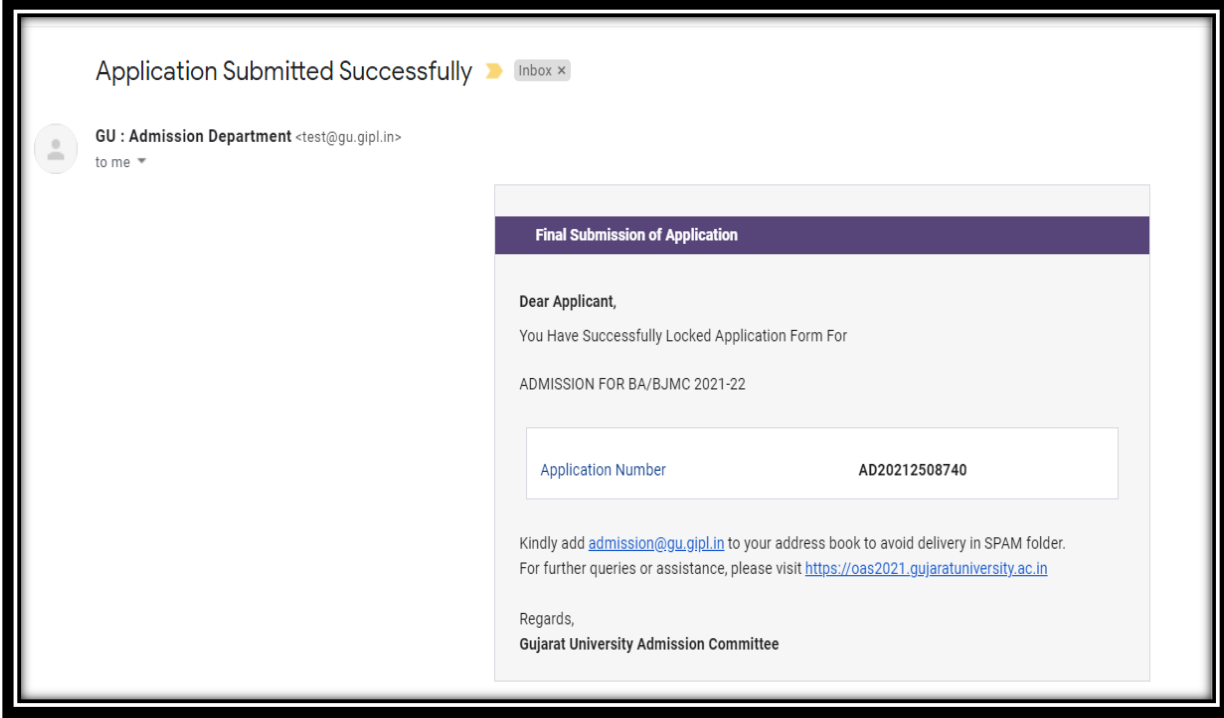 Application Submitted Successfully Inbox ×
GU : Admission Department <test@gu.gipl.in>
to me
Final Submission of Application
Dear Applicant,
You Have Successfully Locked Application Form For
ADMISSION FOR BA/BJMC 2021-22
Application Number AD20212508740
Kindly add admission@gu.gipl.in to your address book to avoid delivery in SPAM folder.
For further queries or assistance, please visit https://oas2021.gujaratuniversity.ac.in
Regards,
Gujarat University Admission Committee